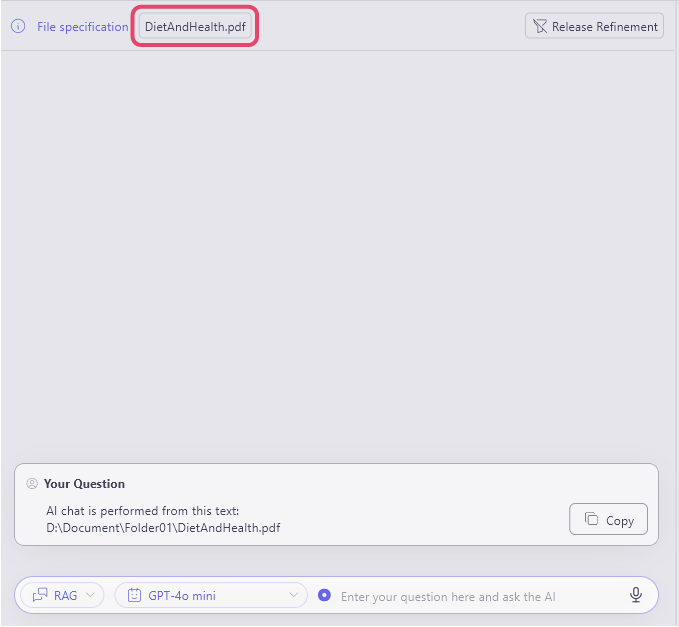 File specification DietAndHealth.pdf Release Refinement
Your Question
AI chat is performed from this text:
D:\Document\Folder01\DietAndHealth.pdf
Copy
RAG GPT-4o mini Enter your question here and ask the AI